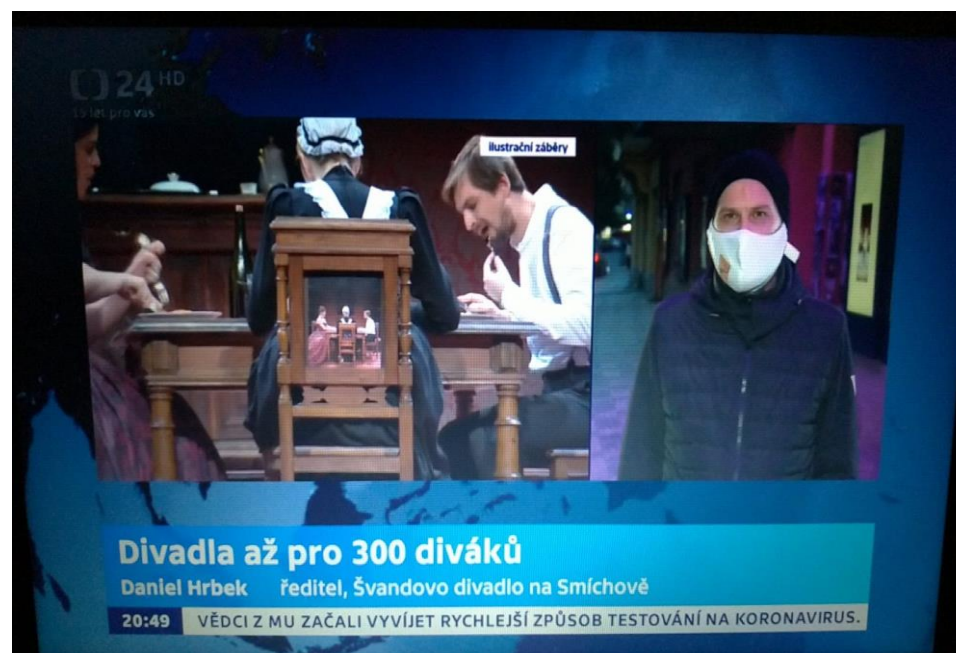 24 HD
15 let pro vás
ilustrační záběry
Divadla až pro 300 diváků
Daniel Hrbek ředitel, Švandovo divadlo na Smíchově
20:49 VĚDCI Z MU ZAČALI VYVÍJET RYCHLEJŠÍ ZPŮSOB TESTOVÁNÍ NA KORONAVIRUS.